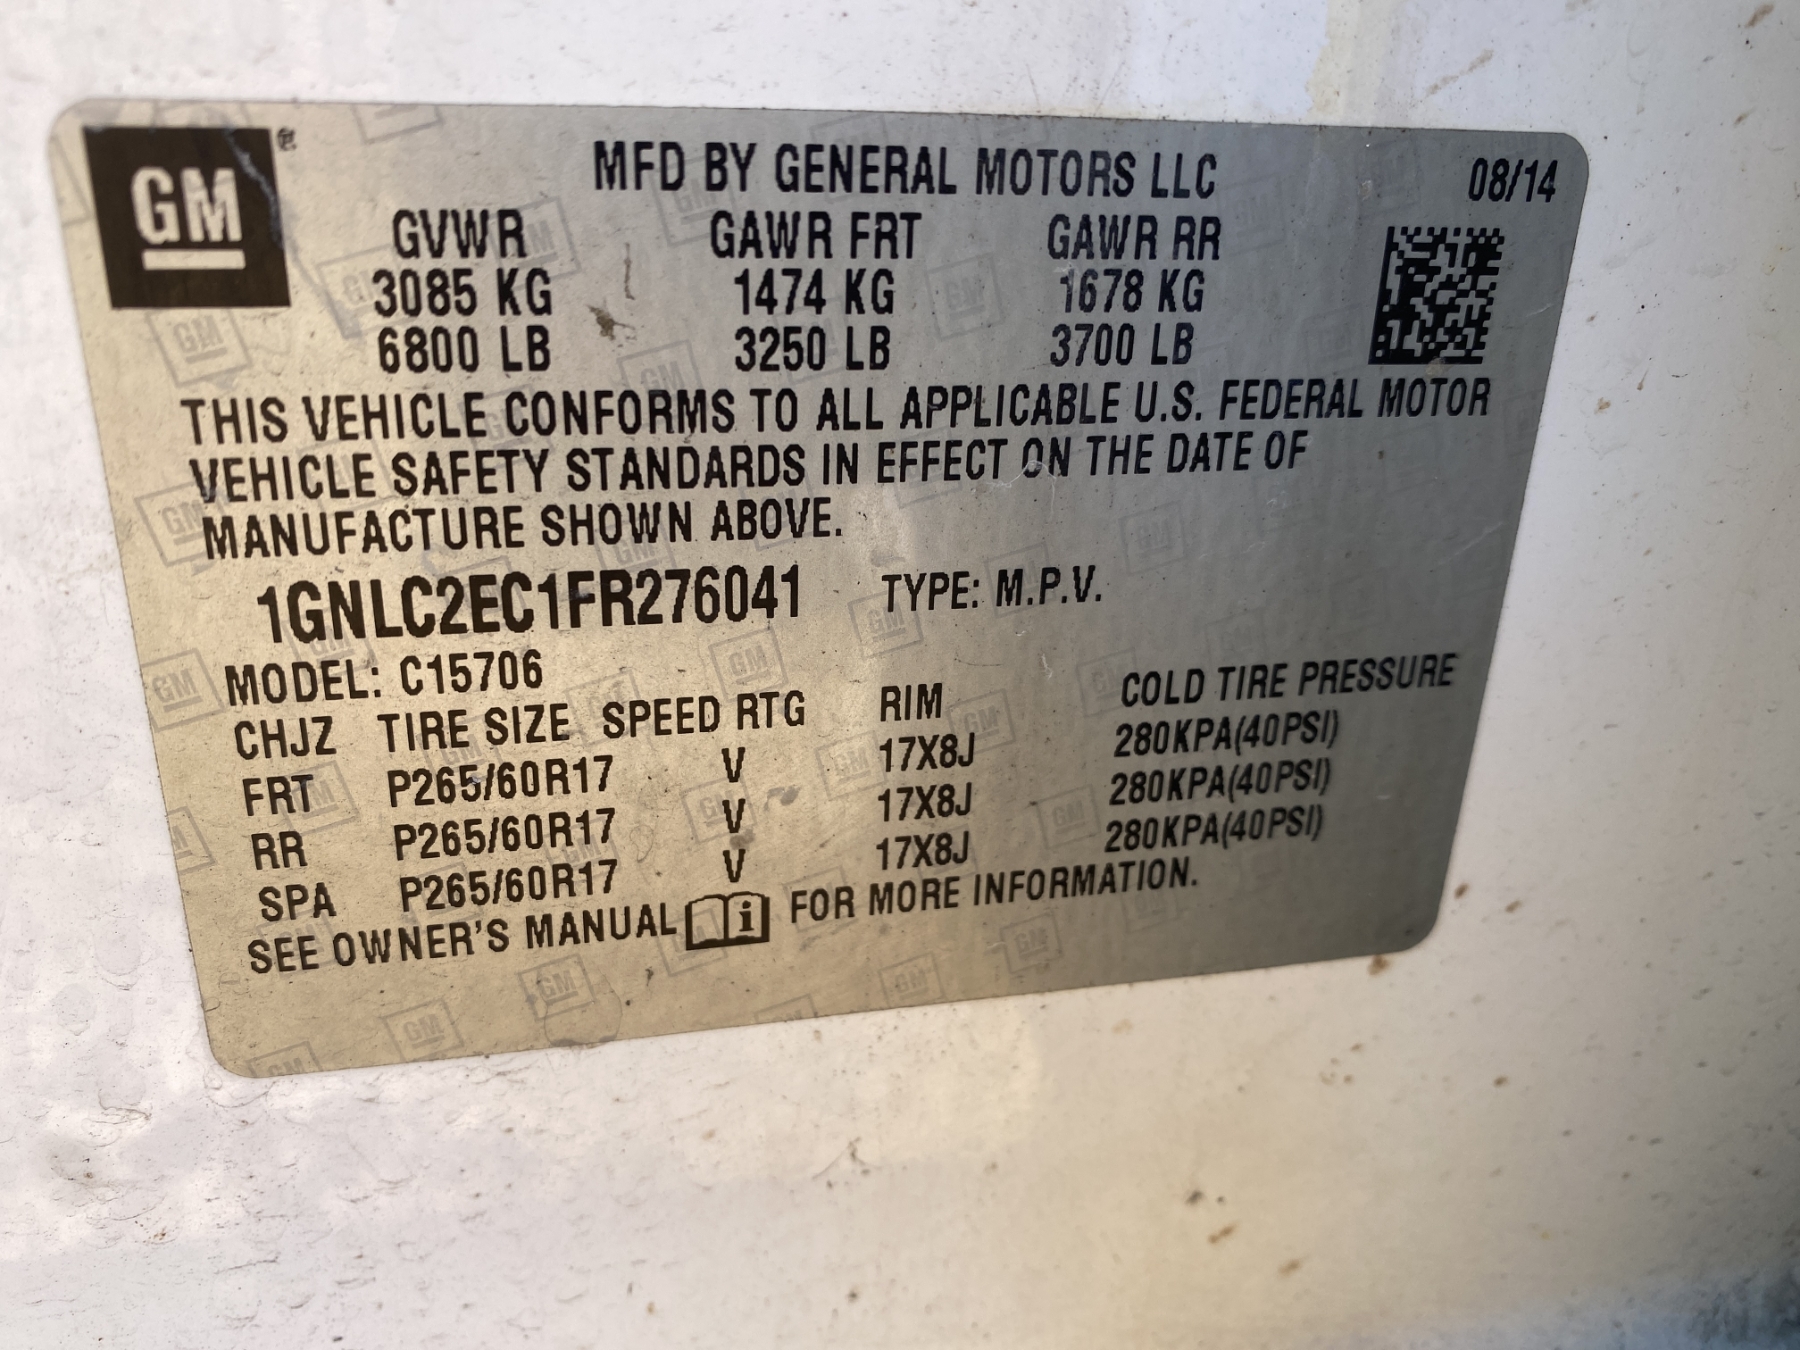 GM ®
MFD BY GENERAL MOTORS LLC 08/14
GVWR GAWR FRT GAWR RR
3085 KG 1474 KG 1678 KG
6800 LB 3250 LB 3700 LB
THIS VEHICLE CONFORMS TO ALL APPLICABLE U.S. FEDERAL MOTOR
VEHICLE SAFETY STANDARDS IN EFFECT ON THE DATE OF
MANUFACTURE SHOWN ABOVE.
1GNLC2EC1FR276041 TYPE: M.P.V.
MODEL: C15706
CHJZ TIRE SIZE SPEED RTG RIM COLD TIRE PRESSURE
FRT P265/60R17 V 17X8J 280KPA(40PSI)
RR P265/60R17 V 17X8J 280KPA(40PSI)
SPA P265/60R17 V 17X8J 280KPA(40PSI)
SEE OWNER'S MANUAL i FOR MORE INFORMATION.